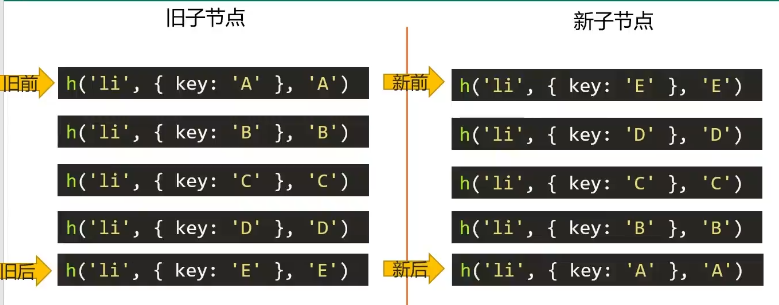 旧子节点
新子节点
旧前
h('li', { key: 'A' }, 'A')
h('li', { key: 'B' }, 'B')
h('li', { key: 'C' }, 'C')
h('li', { key: 'D' }, 'D')
旧后
h('li', { key: 'E' }, 'E')
新前
h('li', { key: 'E' }, 'E')
h('li', { key: 'D' }, 'D')
h('li', { key: 'C' }, 'C')
h('li', { key: 'B' }, 'B')
新后
h('li', { key: 'A' }, 'A')